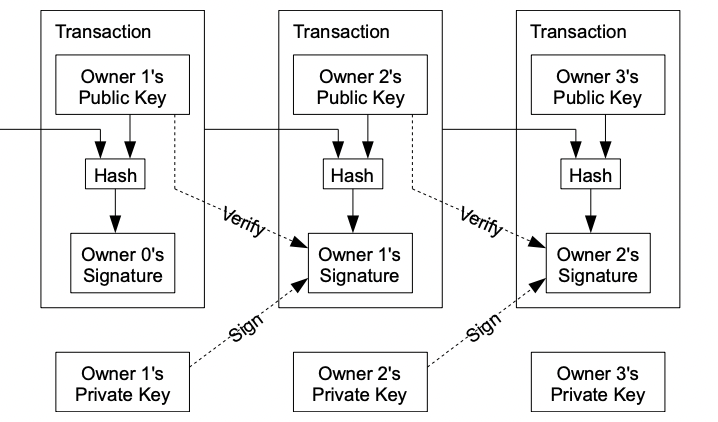 Transaction
Owner 1's
Public Key
Hash
Owner 0's
Signature
Verify
Transaction
Owner 2's
Public Key
Hash
Owner 1's
Signature
Verify
Transaction
Owner 3's
Public Key
Hash
Owner 2's
Signature
Sign
Sign
Owner 1's
Private Key
Owner 2's
Private Key
Owner 3's
Private Key